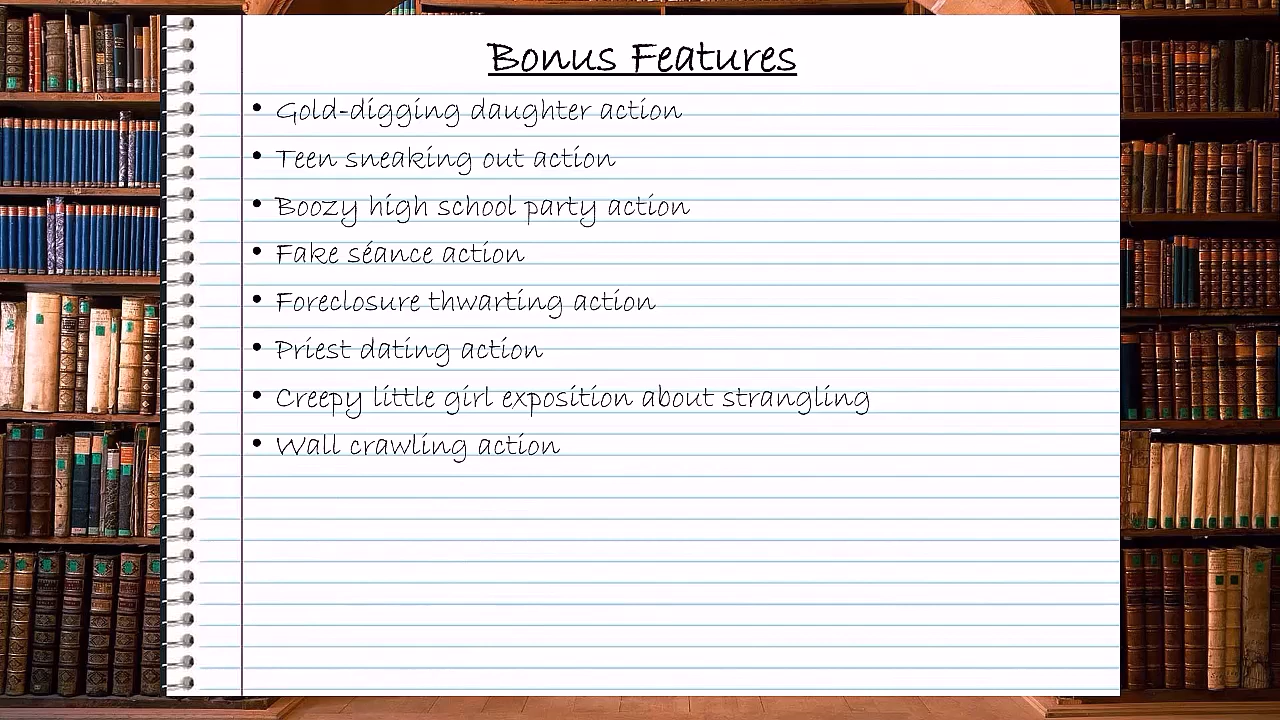 Bonus Features
• Gold-digging daughter action
• Teen sneaking out action
• Boozy high school party action
• Fake séance action
• Foreclosure thwarting action
• Priest dating action
• Creepy little girl exposition about strangling
• Wall crawling action